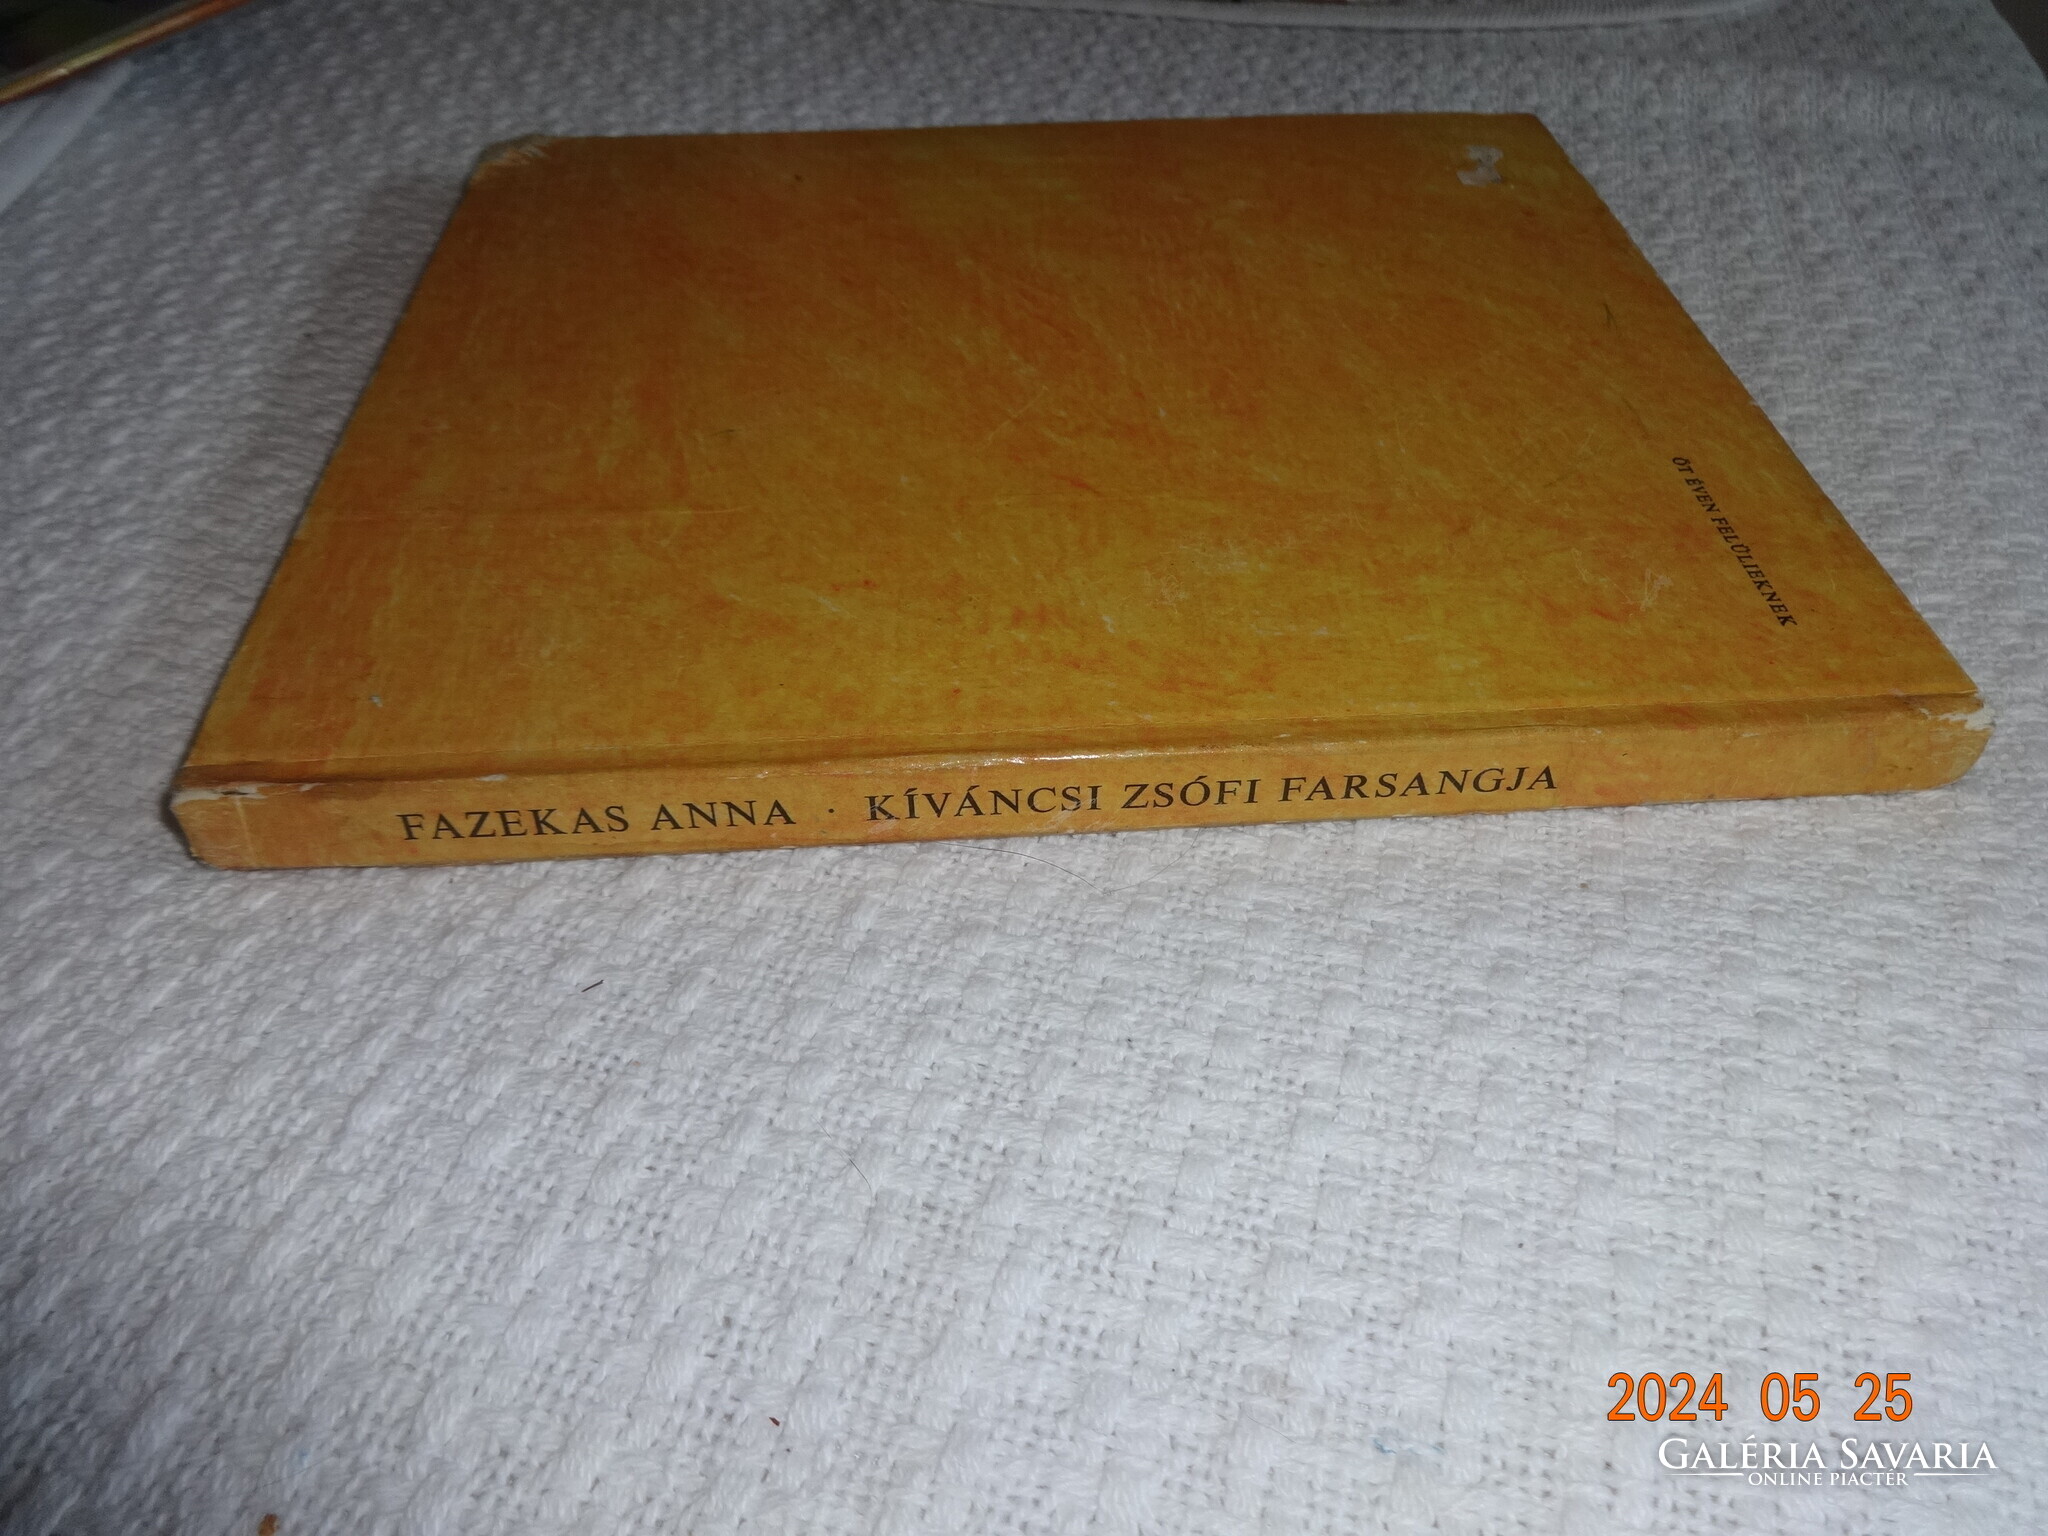 ÖT ÉVEN FELÜLIEKNEK
FAZEKAS ANNA · KÍVÁNCSI ZSÓFI FARSANGJA
2024 05 25
GALÉRIA SAVARIA
ONLINE PIACTÉR